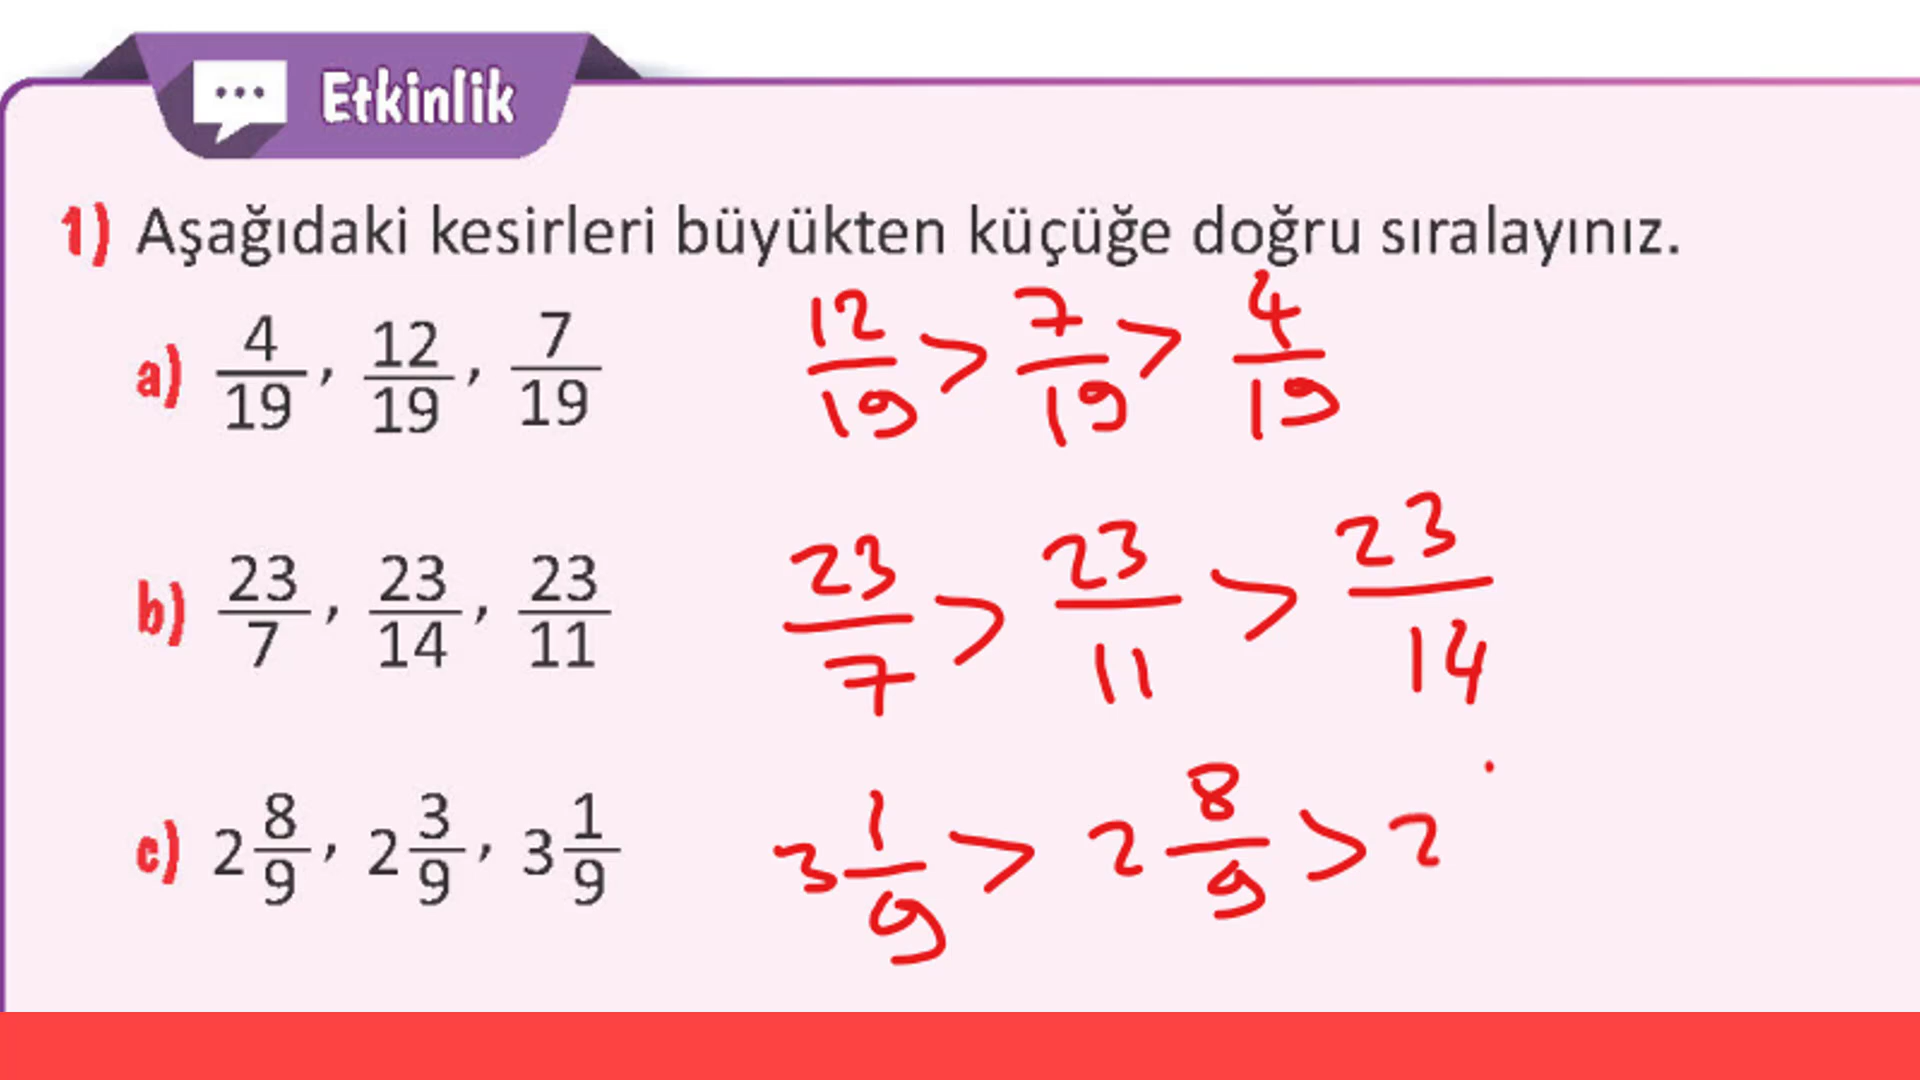 Etkinlik
1) Aşağıdaki kesirleri büyükten küçüğe doğru sıralayınız.
a) 4/19, 12/19, 7/19 12/19 > 7/19 > 4/19
b) 23/7, 23/14, 23/11 23/7 > 23/11 > 23/14
c) 2 8/9, 2 3/9, 3 1/9 3 1/9 > 2 8/9 > 2